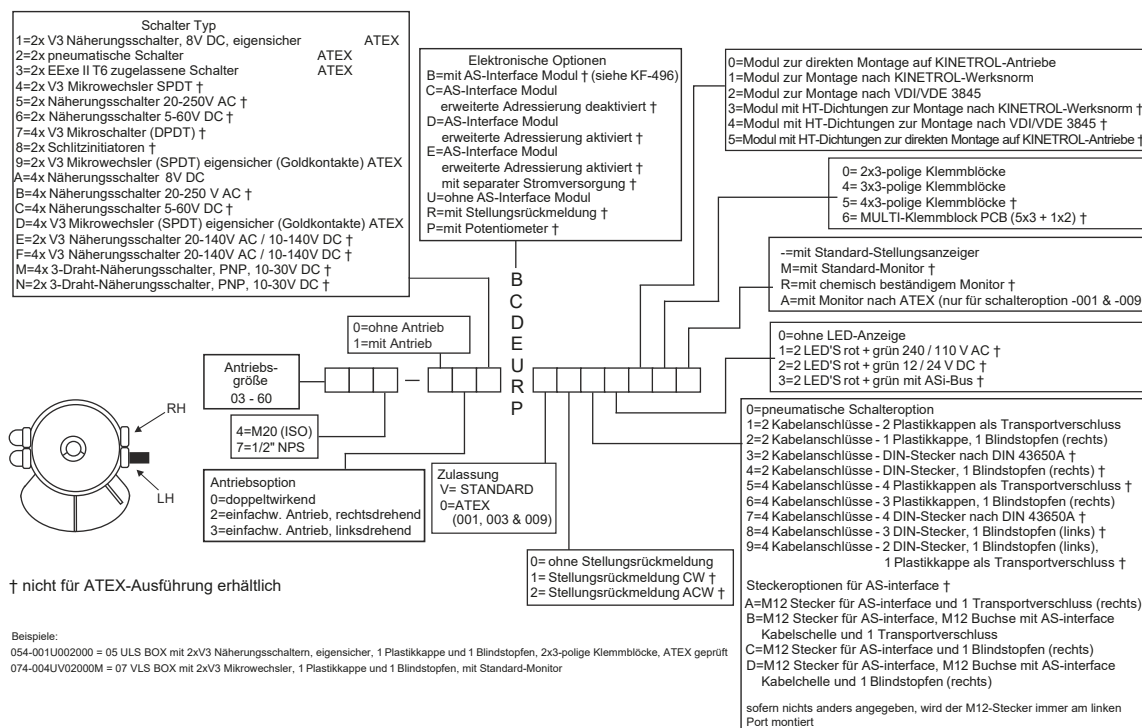 Schalter Typ
1=2x V3 Näherungsschalter, 8V DC, eigensicher ATEX
2=2x pneumatische Schalter ATEX
3=2x EExe II T6 zugelassene Schalter ATEX
4=2x V3 Mikrowechsler SPDT †
5=2x Näherungsschalter 20-250V AC †
6=2x Näherungsschalter 5-60V DC †
7=4x V3 Mikroschalter (DPDT) †
8=2x Schlitzinitiatoren †
9=2x V3 Mikrowechsler (SPDT) eigensicher (Goldkontakte) ATEX
A=4x Näherungsschalter 8V DC
B=4x Näherungsschalter 20-250 V AC †
C=4x Näherungsschalter 5-60V DC †
D=4x V3 Mikrowechsler (SPDT) eigensicher (Goldkontakte) ATEX
E=2x V3 Näherungsschalter 20-140V AC / 10-140V DC †
F=4x V3 Näherungsschalter 20-140V AC / 10-140V DC †
M=4x 3-Draht-Näherungsschalter, PNP, 10-30V DC †
N=2x 3-Draht-Näherungsschalter, PNP, 10-30V DC †
Elektronische Optionen
B=mit AS-Interface Modul † (siehe KF-496)
C=AS-Interface Modul
erweiterte Adressierung deaktiviert †
D=AS-Interface Modul
erweiterte Adressierung aktiviert †
E=AS-Interface Modul
erweiterte Adressierung aktiviert †
mit separater Stromversorgung †
U=ohne AS-Interface Modul
R=mit Stellungsrückmeldung †
P=mit Potentiometer †
0=Modul zur direkten Montage auf KINETROL-Antriebe
1=Modul zur Montage nach KINETROL-Werksnorm
2=Modul zur Montage nach VDI/VDE 3845
3=Modul mit HT-Dichtungen zur Montage nach KINETROL-Werksnorm †
4=Modul mit HT-Dichtungen zur Montage nach VDI/VDE 3845 †
5=Modul mit HT-Dichtungen zur direkten Montage auf KINETROL-Antriebe †
0= 2x3-polige Klemmblöcke
4= 3x3-polige Klemmblöcke
5= 4x3-polige Klemmblöcke †
6= MULTI-Klemmblock PCB (5x3 + 1x2) †
-=mit Standard-Stellungsanzeiger
M=mit Standard-Monitor †
R=mit chemisch beständigem Monitor †
A=mit Monitor nach ATEX (nur für schalteroption -001 & -009
0=ohne LED-Anzeige
1=2 LED'S rot + grün 240 / 110 V AC †
2=2 LED'S rot + grün 12 / 24 V DC †
3=2 LED'S rot + grün mit ASi-Bus †
B
C
D
E
U
R
P
0=ohne Antrieb
1=mit Antrieb
Antriebs-
größe
03 - 60
–
4=M20 (ISO)
7=1/2" NPS
RH
LH
Antriebsoption
0=doppeltwirkend
2=einfachw. Antrieb, rechtsdrehend
3=einfachw. Antrieb, linksdrehend
Zulassung
V= STANDARD
0=ATEX
(001, 003 & 009)
0= ohne Stellungsrückmeldung
1= Stellungsrückmeldung CW †
2= Stellungsrückmeldung ACW †
0=pneumatische Schalteroption
1=2 Kabelanschlüsse - 2 Plastikkappen als Transportverschluss
2=2 Kabelanschlüsse - 1 Plastikkappe, 1 Blindstopfen (rechts)
3=2 Kabelanschlüsse - DIN-Stecker nach DIN 43650A †
4=2 Kabelanschlüsse - DIN-Stecker, 1 Blindstopfen (rechts) †
5=4 Kabelanschlüsse - 4 Plastikkappen als Transportverschluss †
6=4 Kabelanschlüsse - 3 Plastikkappen, 1 Blindstopfen (rechts)
7=4 Kabelanschlüsse - 4 DIN-Stecker nach DIN 43650A †
8=4 Kabelanschlüsse - 3 DIN-Stecker, 1 Blindstopfen (links) †
9=4 Kabelanschlüsse - 2 DIN-Stecker, 1 Blindstopfen (links),
1 Plastikkappe als Transportverschluss †
Steckeroptionen für AS-interface †
A=M12 Stecker für AS-interface und 1 Transportverschluss (rechts)
B=M12 Stecker für AS-interface, M12 Buchse mit AS-interface
Kabelschelle und 1 Transportverschluss
C=M12 Stecker für AS-interface und 1 Blindstopfen (rechts)
D=M12 Stecker für AS-interface, M12 Buchse mit AS-interface
Kabelchelle und 1 Blindstopfen (rechts)
sofern nichts anders angegeben, wird der M12-Stecker immer am linken
Port montiert
† nicht für ATEX-Ausführung erhältlich
Beispiele:
054-001U002000 = 05 ULS BOX mit 2xV3 Näherungsschaltern, eigensicher, 1 Plastikkappe und 1 Blindstopfen, 2x3-polige Klemmblöcke, ATEX geprüft
074-004UV02000M = 07 VLS BOX mit 2xV3 Mikrowechsler, 1 Plastikkappe und 1 Blindstopfen, mit Standard-Monitor